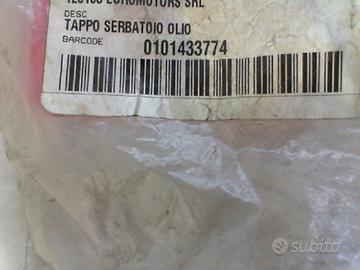 EUROMOTORS SRL
DESC
TAPPO SERBATOIO OLIO
BARCODE 0101433774
subito